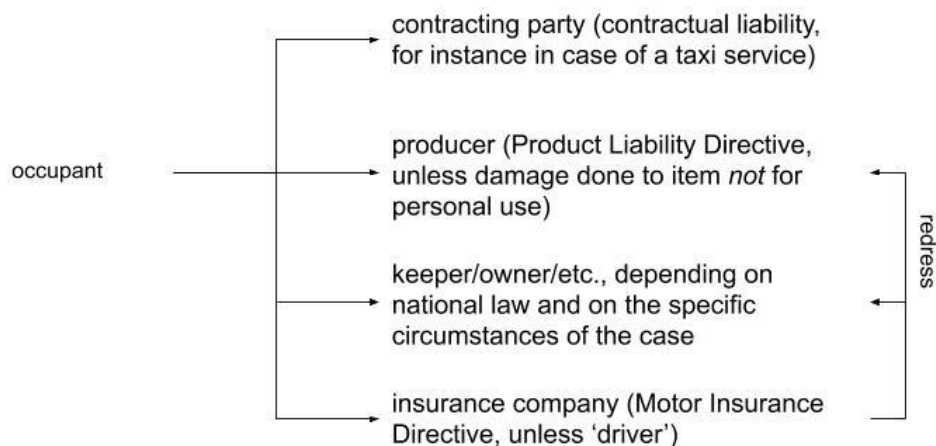 contracting party (contractual liability,
for instance in case of a taxi service)
occupant
producer (Product Liability Directive,
unless damage done to item not for
personal use)
redress
keeper/owner/etc., depending on
national law and on the specific
circumstances of the case
insurance company (Motor Insurance
Directive, unless ‘driver’)